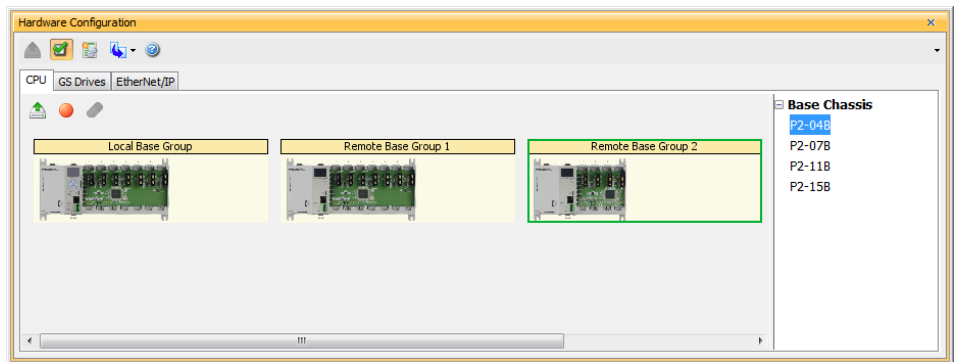 Hardware Configuration
CPU GS Drives EtherNet/IP
Local Base Group Remote Base Group 1 Remote Base Group 2
Base Chassis
P2-04B
P2-07B
P2-11B
P2-15B